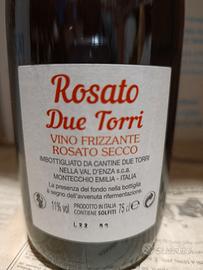 Rosato
Due Torri
VINO FRIZZANTE
ROSATO SECCO
IMBOTTIGLIATO DA CANTINE DUE TORRI
NELLA VAL D'ENZA s.c.a.
MONTECCHIO EMILIA - ITALIA
La presenza del fondo nella bottiglia
è segno dell'avvenuta rifermentazione.
11% vol
PRODOTTO IN ITALIA
CONTIENE SOLFITI
75 cl e